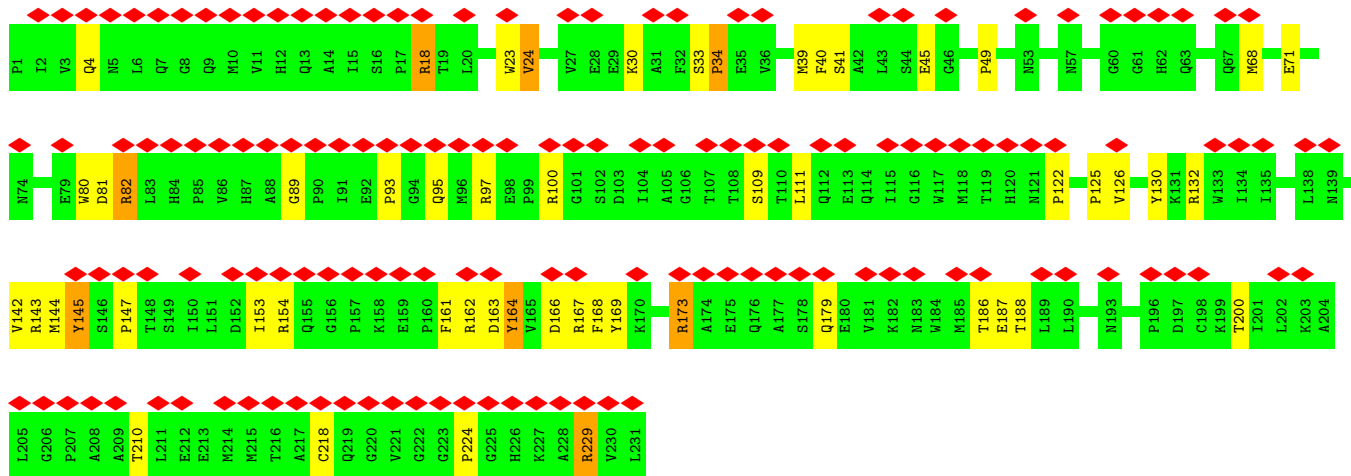 P1 I2 V3 Q4 N5 L6 Q7 G8 Q9 M10 V11 H12 Q13 A14 I15 S16 P17 R18 T19 L20 W23 V24 V27 E28 E29 K30 A31 F32 S33 P34 E35 V36 M39 F40 S41 A42 L43 S44 E45 G46 P49 N53 N57 G60 G61 H62 Q63 Q67 M68 E71
N74 E79 W80 D81 R82 L83 H84 P85 V86 H87 A88 G89 P90 I91 E92 P93 G94 Q95 M96 R97 E98 P99 R100 G101 S102 D103 I104 A105 G106 T107 T108 S109 T110 L111 Q112 E113 Q114 I115 G116 W117 M118 T119 H120 N121 P122 P125 V126 Y130 K131 R132 W133 I134 I135 L138 N139
V142 R143 M144 Y145 S146 P147 T148 S149 I150 L151 D152 I153 R154 Q155 G156 P157 K158 E159 P160 F161 R162 D163 Y164 V165 D166 R167 F168 Y169 K170 R173 A174 E175 Q176 A177 S178 Q179 E180 V181 K182 N183 W184 M185 T186 E187 T188 L189 L190 N193 P196 D197 C198 K199 T200 I201 L202 K203 A204
L205 G206 P207 A208 A209 T210 L211 E212 E213 M214 M215 T216 A217 C218 Q219 G220 V221 G222 G223 P224 G225 H226 K227 A228 R229 V230 L231